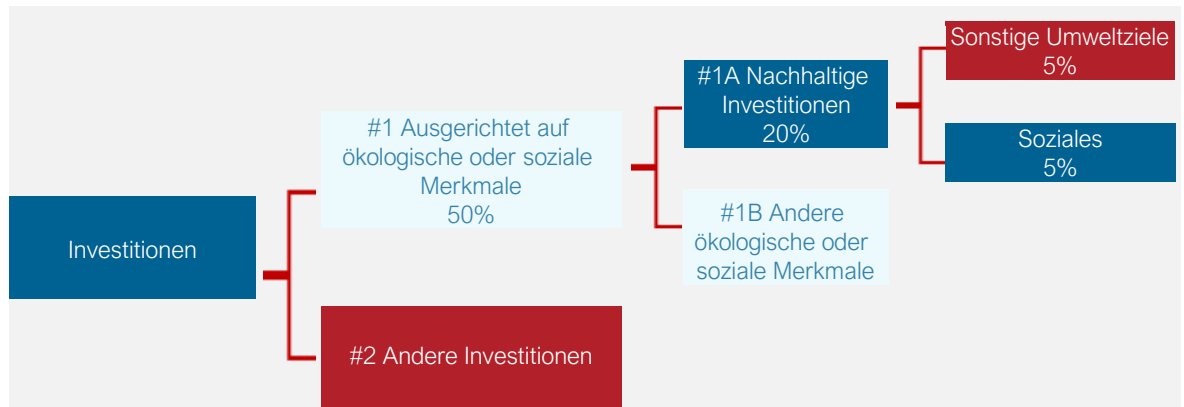 Investitionen
#1 Ausgerichtet auf
ökologische oder soziale
Merkmale
50%
#2 Andere Investitionen
#1A Nachhaltige
Investitionen
20%
#1B Andere
ökologische oder
soziale Merkmale
Sonstige Umweltziele
5%
Soziales
5%